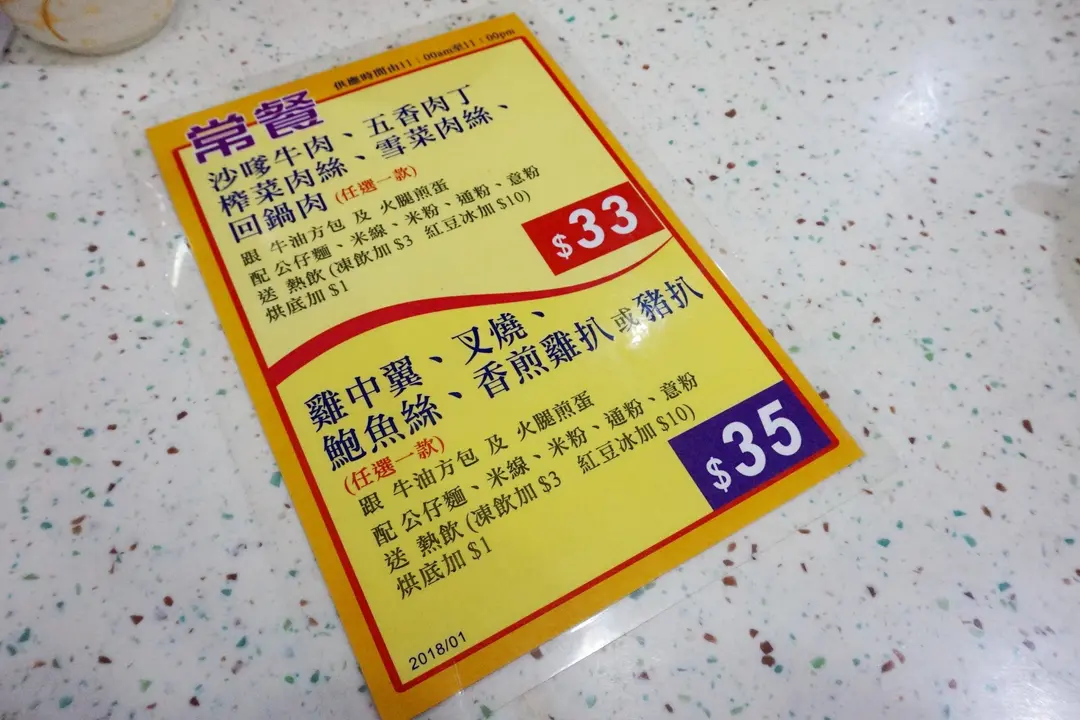 供應時間由11：00am至11：00pm
常餐
沙嗲牛肉、五香肉丁
榨菜肉絲、雪菜肉絲、
回鍋肉 (任選一款)
跟 牛油方包 及 火腿煎蛋
配 公仔麵、米線、米粉、通粉、意粉
送 熱飲 (凍飲加 $3 紅豆冰加 $10)
烘底加 $1
$33
雞中翼、叉燒、
鮑魚絲、香煎雞扒 或 豬扒
(任選一款)
跟 牛油方包 及 火腿煎蛋
配 公仔麵、米線、米粉、通粉、意粉
送 熱飲 (凍飲加 $3 紅豆冰加 $10)
烘底加 $1
$35
2018/01